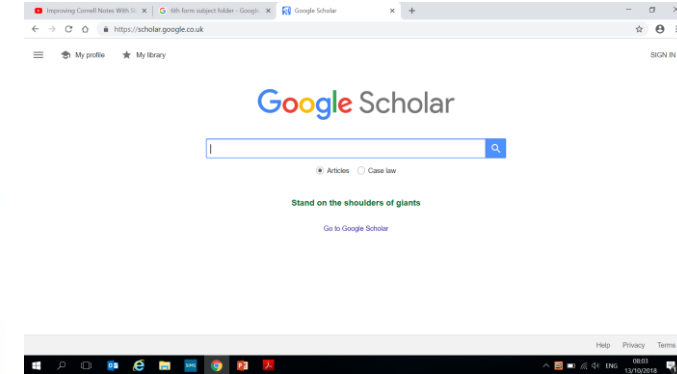 Improving Cornell Notes With
6th form subject folder - Google
Google Scholar
https://scholar.google.co.uk
My profile
My library
SIGN IN
Google Scholar
Articles
Case law
Stand on the shoulders of giants
Go to Google Scholar
Help
Privacy
Terms
SIMS
ENG
08:03
13/10/2018